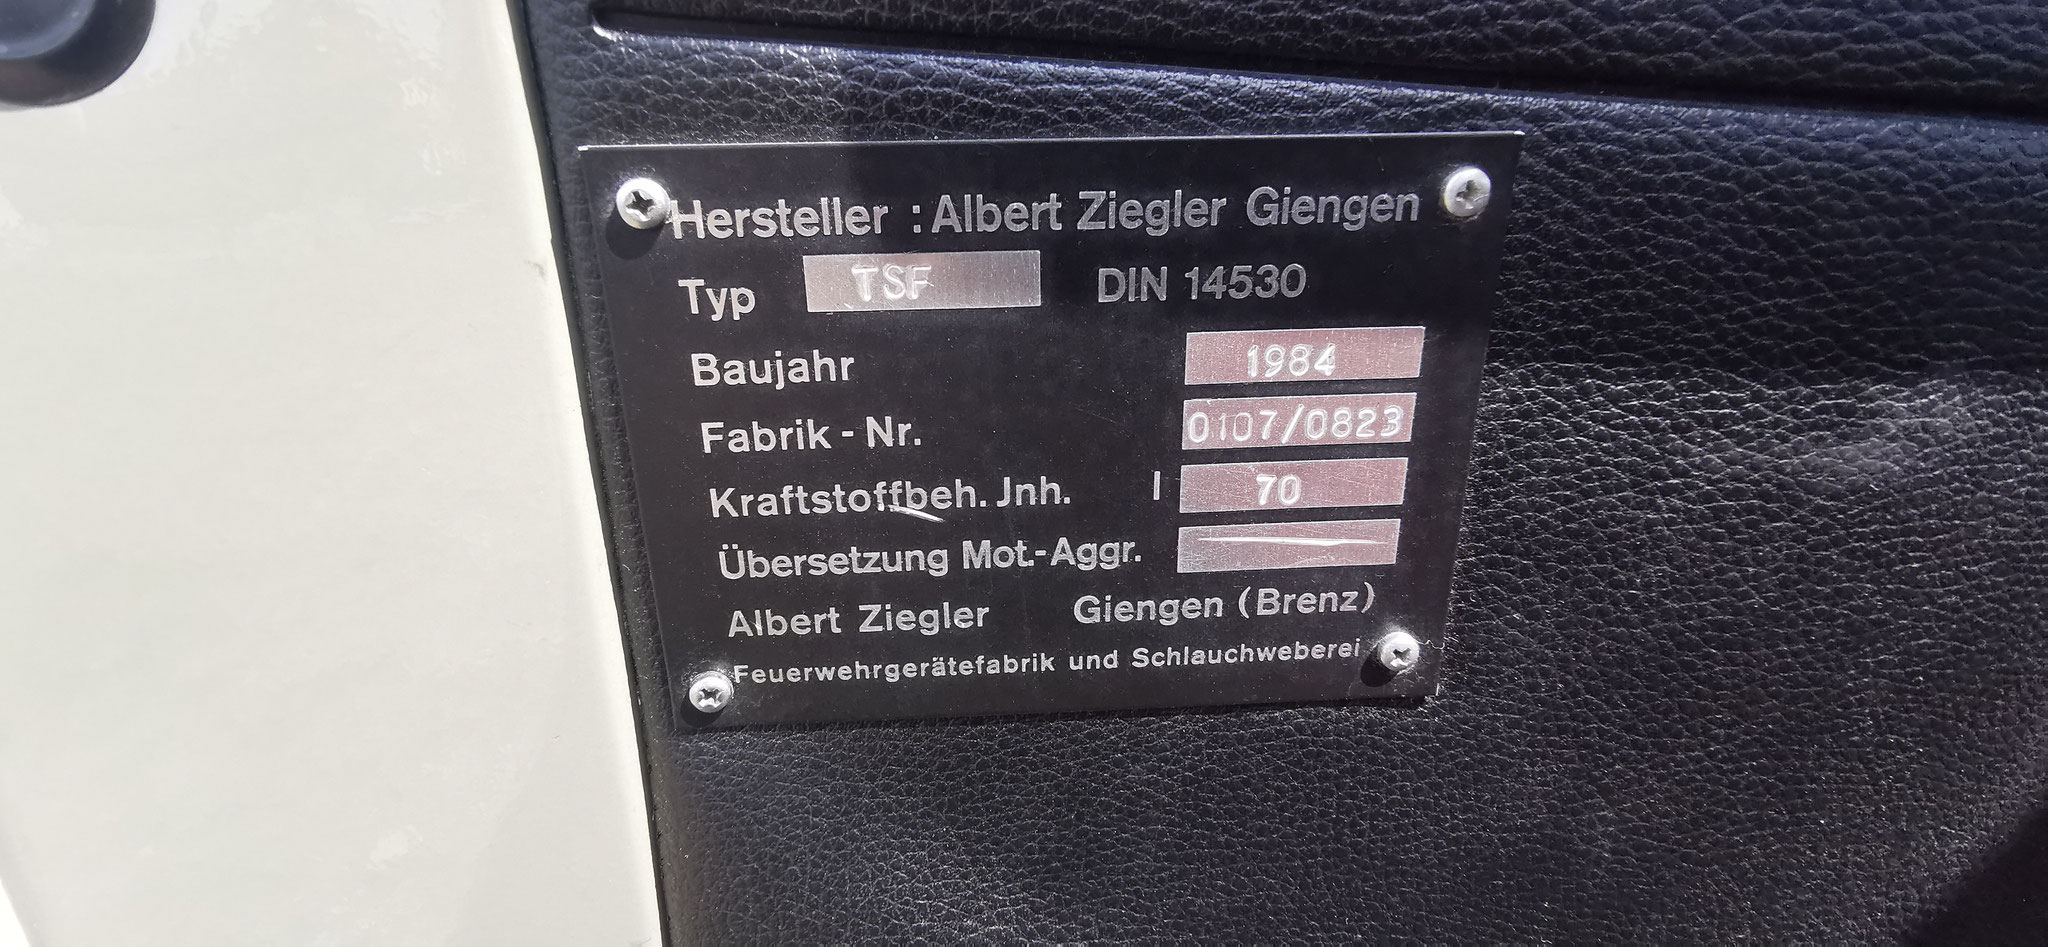 Hersteller : Albert Ziegler Giengen
Typ TSF DIN 14530
Baujahr 1984
Fabrik - Nr. 0107/0823
Kraftstoffbeh. Jnh. l 70
Übersetzung Mot.-Aggr.
Albert Ziegler Giengen (Brenz)
Feuerwehrgerätefabrik und Schlauchweberei